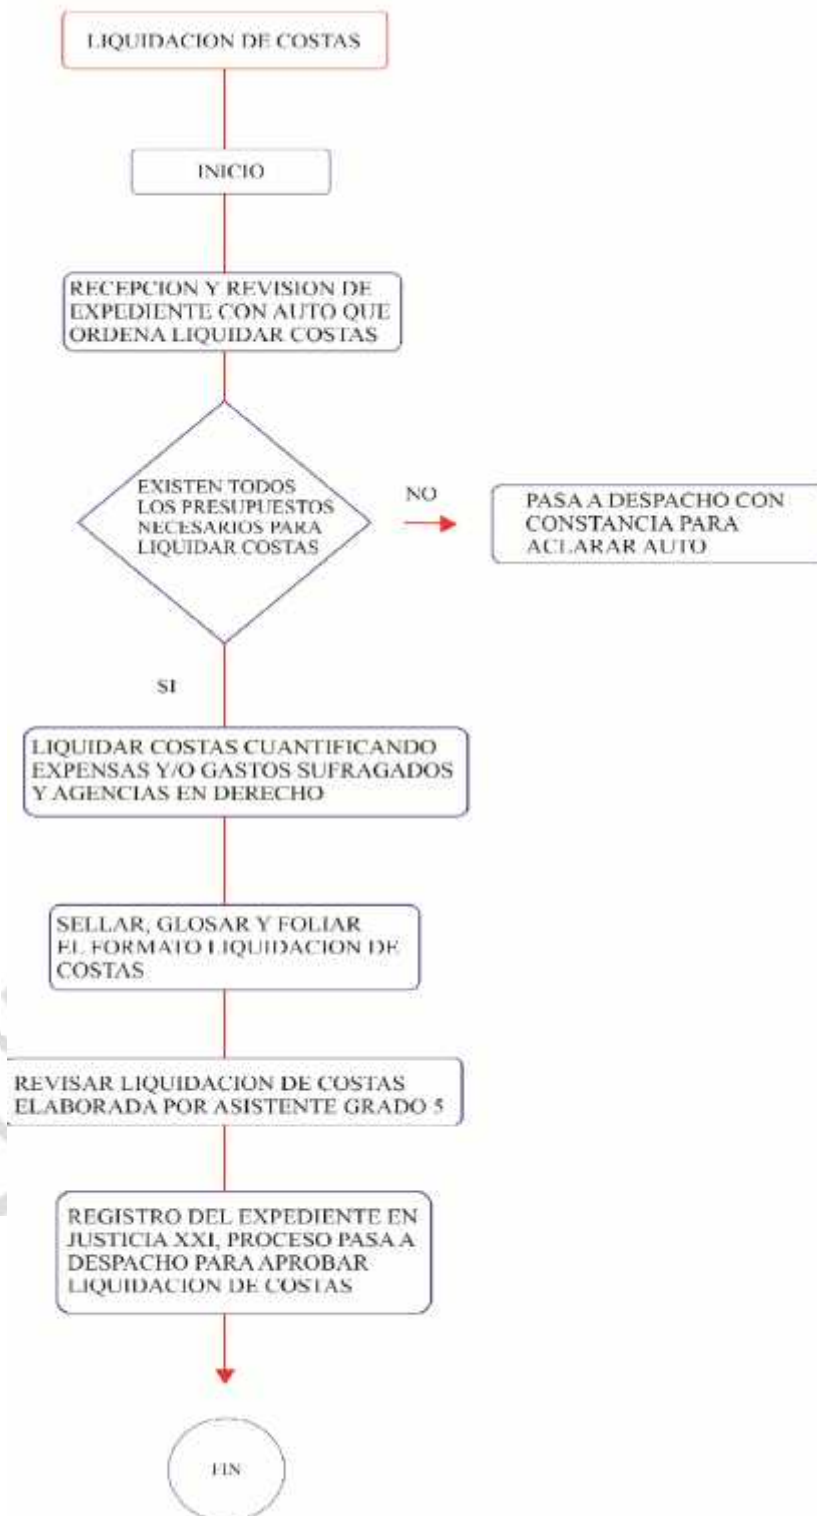 LIQUIDACION DE COSTAS
INICIO
RECEPCION Y REVISION DE
EXPEDIENTE CON AUTO QUE
ORDENA LIQUIDAR COSTAS
EXISTEN TODOS
LOS PRESUPUESTOS
NECESARIOS PARA
LIQUIDAR COSTAS
NO
PASA A DESPACHO CON
CONSTANCIA PARA
ACLARAR AUTO
SI
LIQUIDAR COSTAS CUANTIFICANDO
EXPENSAS Y/O GASTOS SUFRAGADOS
Y AGENCIAS EN DERECHO
SELLAR, GLOSAR Y FOLIAR
EL FORMATO LIQUIDACION DE
COSTAS
REVISAR LIQUIDACION DE COSTAS
ELABORADA POR ASISTENTE GRADO 5
REGISTRO DEL EXPEDIENTE EN
JUSTICIA XXI, PROCESO PASA A
DESPACHO PARA APROBAR
LIQUIDACION DE COSTAS
FIN